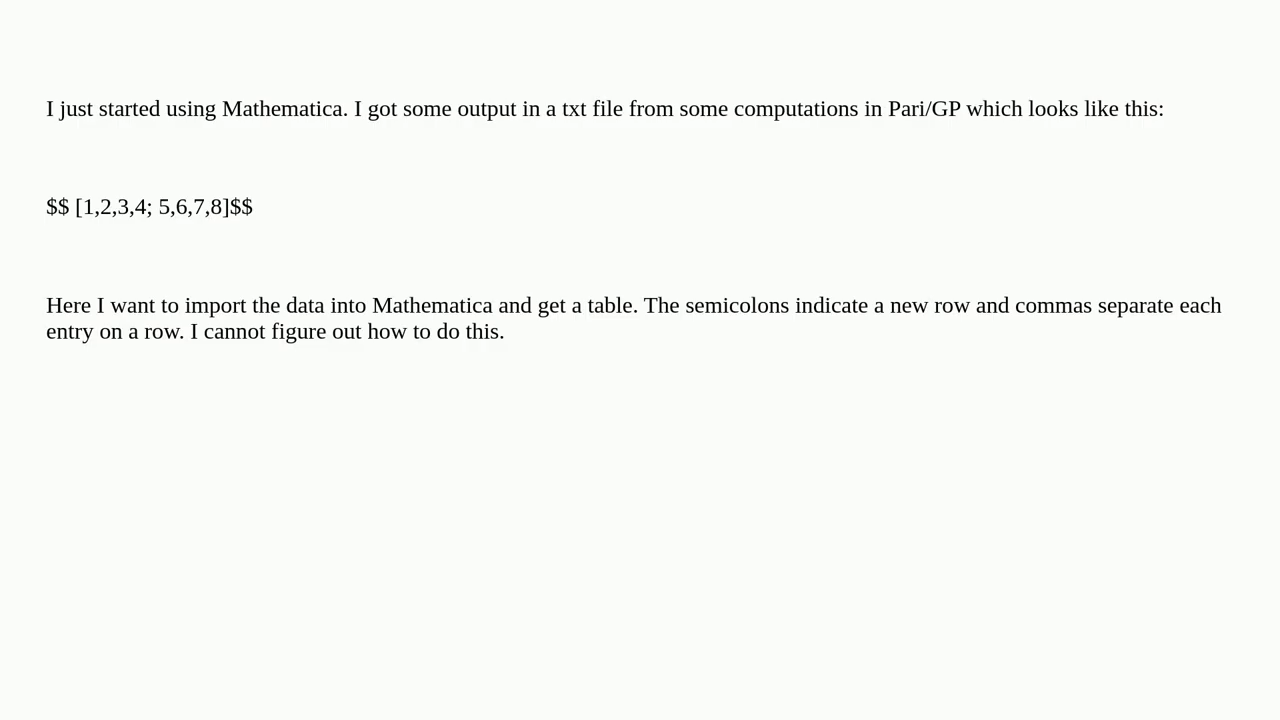 I just started using Mathematica. I got some output in a txt file from some computations in Pari/GP which looks like this:
$$ [1,2,3,4; 5,6,7,8]$$
Here I want to import the data into Mathematica and get a table. The semicolons indicate a new row and commas separate each
entry on a row. I cannot figure out how to do this.